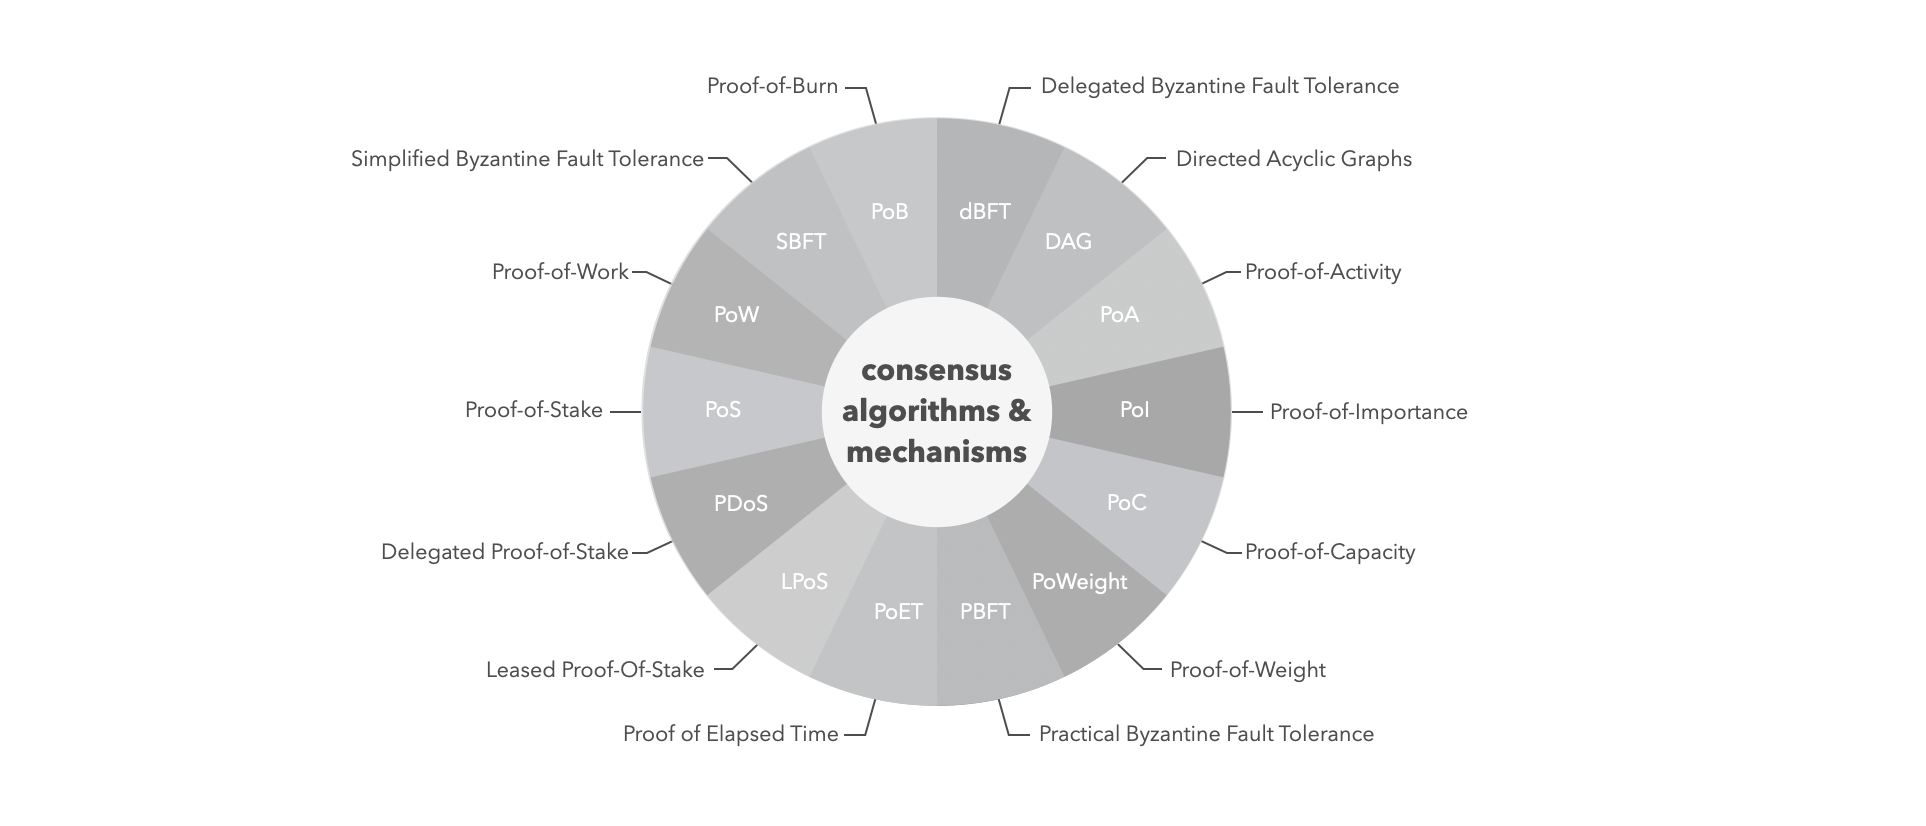 Proof-of-Burn
Delegated Byzantine Fault Tolerance
Simplified Byzantine Fault Tolerance
Directed Acyclic Graphs
PoB
dBFT
SBFT
DAG
Proof-of-Work
Proof-of-Activity
PoW
PoA
consensus
algorithms &
mechanisms
Proof-of-Stake
PoS
PoI
Proof-of-Importance
PDoS
PoC
Delegated Proof-of-Stake
Proof-of-Capacity
LPoS
PoWeight
PoET
PBFT
Leased Proof-Of-Stake
Proof-of-Weight
Proof of Elapsed Time
Practical Byzantine Fault Tolerance